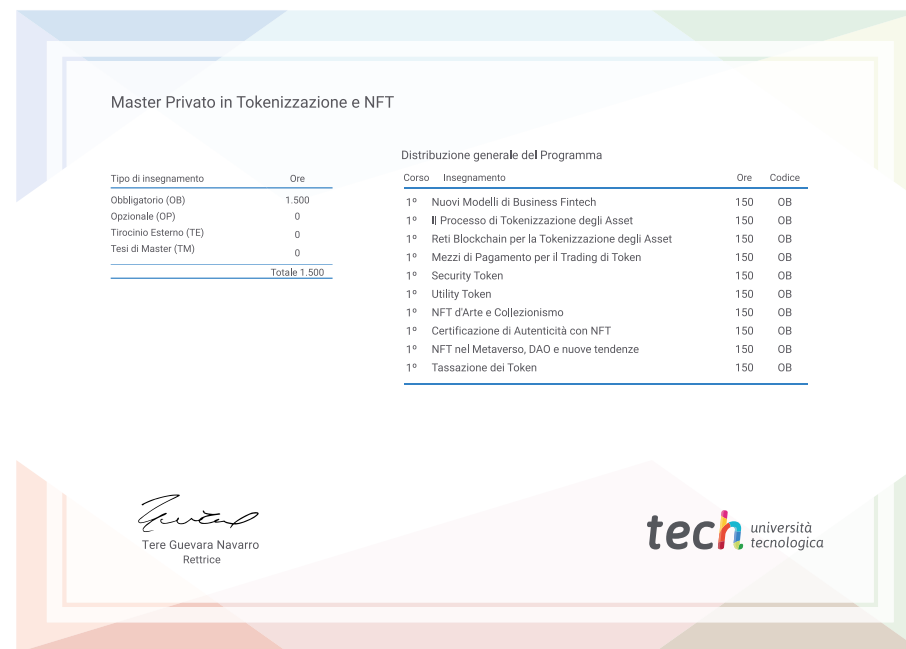 Master Privato in Tokenizzazione e NFT
Tipo di insegnamento Ore
Obbligatorio (OB) 1.500
Opzionale (OP) 0
Tirocinio Esterno (TE) 0
Tesi di Master (TM) 0
Totale 1.500
Distribuzione generale del Programma
Corso Insegnamento Ore Codice
1º Nuovi Modelli di Business Fintech 150 OB
1º Il Processo di Tokenizzazione degli Asset 150 OB
1º Reti Blockchain per la Tokenizzazione degli Asset 150 OB
1º Mezzi di Pagamento per il Trading di Token 150 OB
1º Security Token 150 OB
1º Utility Token 150 OB
1º NFT d'Arte e Collezionismo 150 OB
1º Certificazione di Autenticità con NFT 150 OB
1º NFT nel Metaverso, DAO e nuove tendenze 150 OB
1º Tassazione dei Token 150 OB
Tere Guevara Navarro
Rettrice
tech università
tecnologica